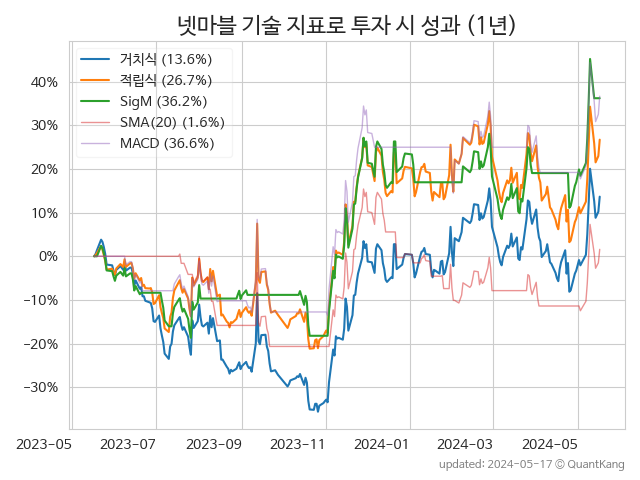 넷마블 기술 지표로 투자 시 성과 (1년)
거치식 (13.6%)
적립식 (26.7%)
SigM (36.2%)
SMA(20) (1.6%)
MACD (36.6%)
40%
30%
20%
10%
0%
−10%
−20%
−30%
2023-05
2023-07
2023-09
2023-11
2024-01
2024-03
2024-05
updated: 2024-05-17 © QuantKang